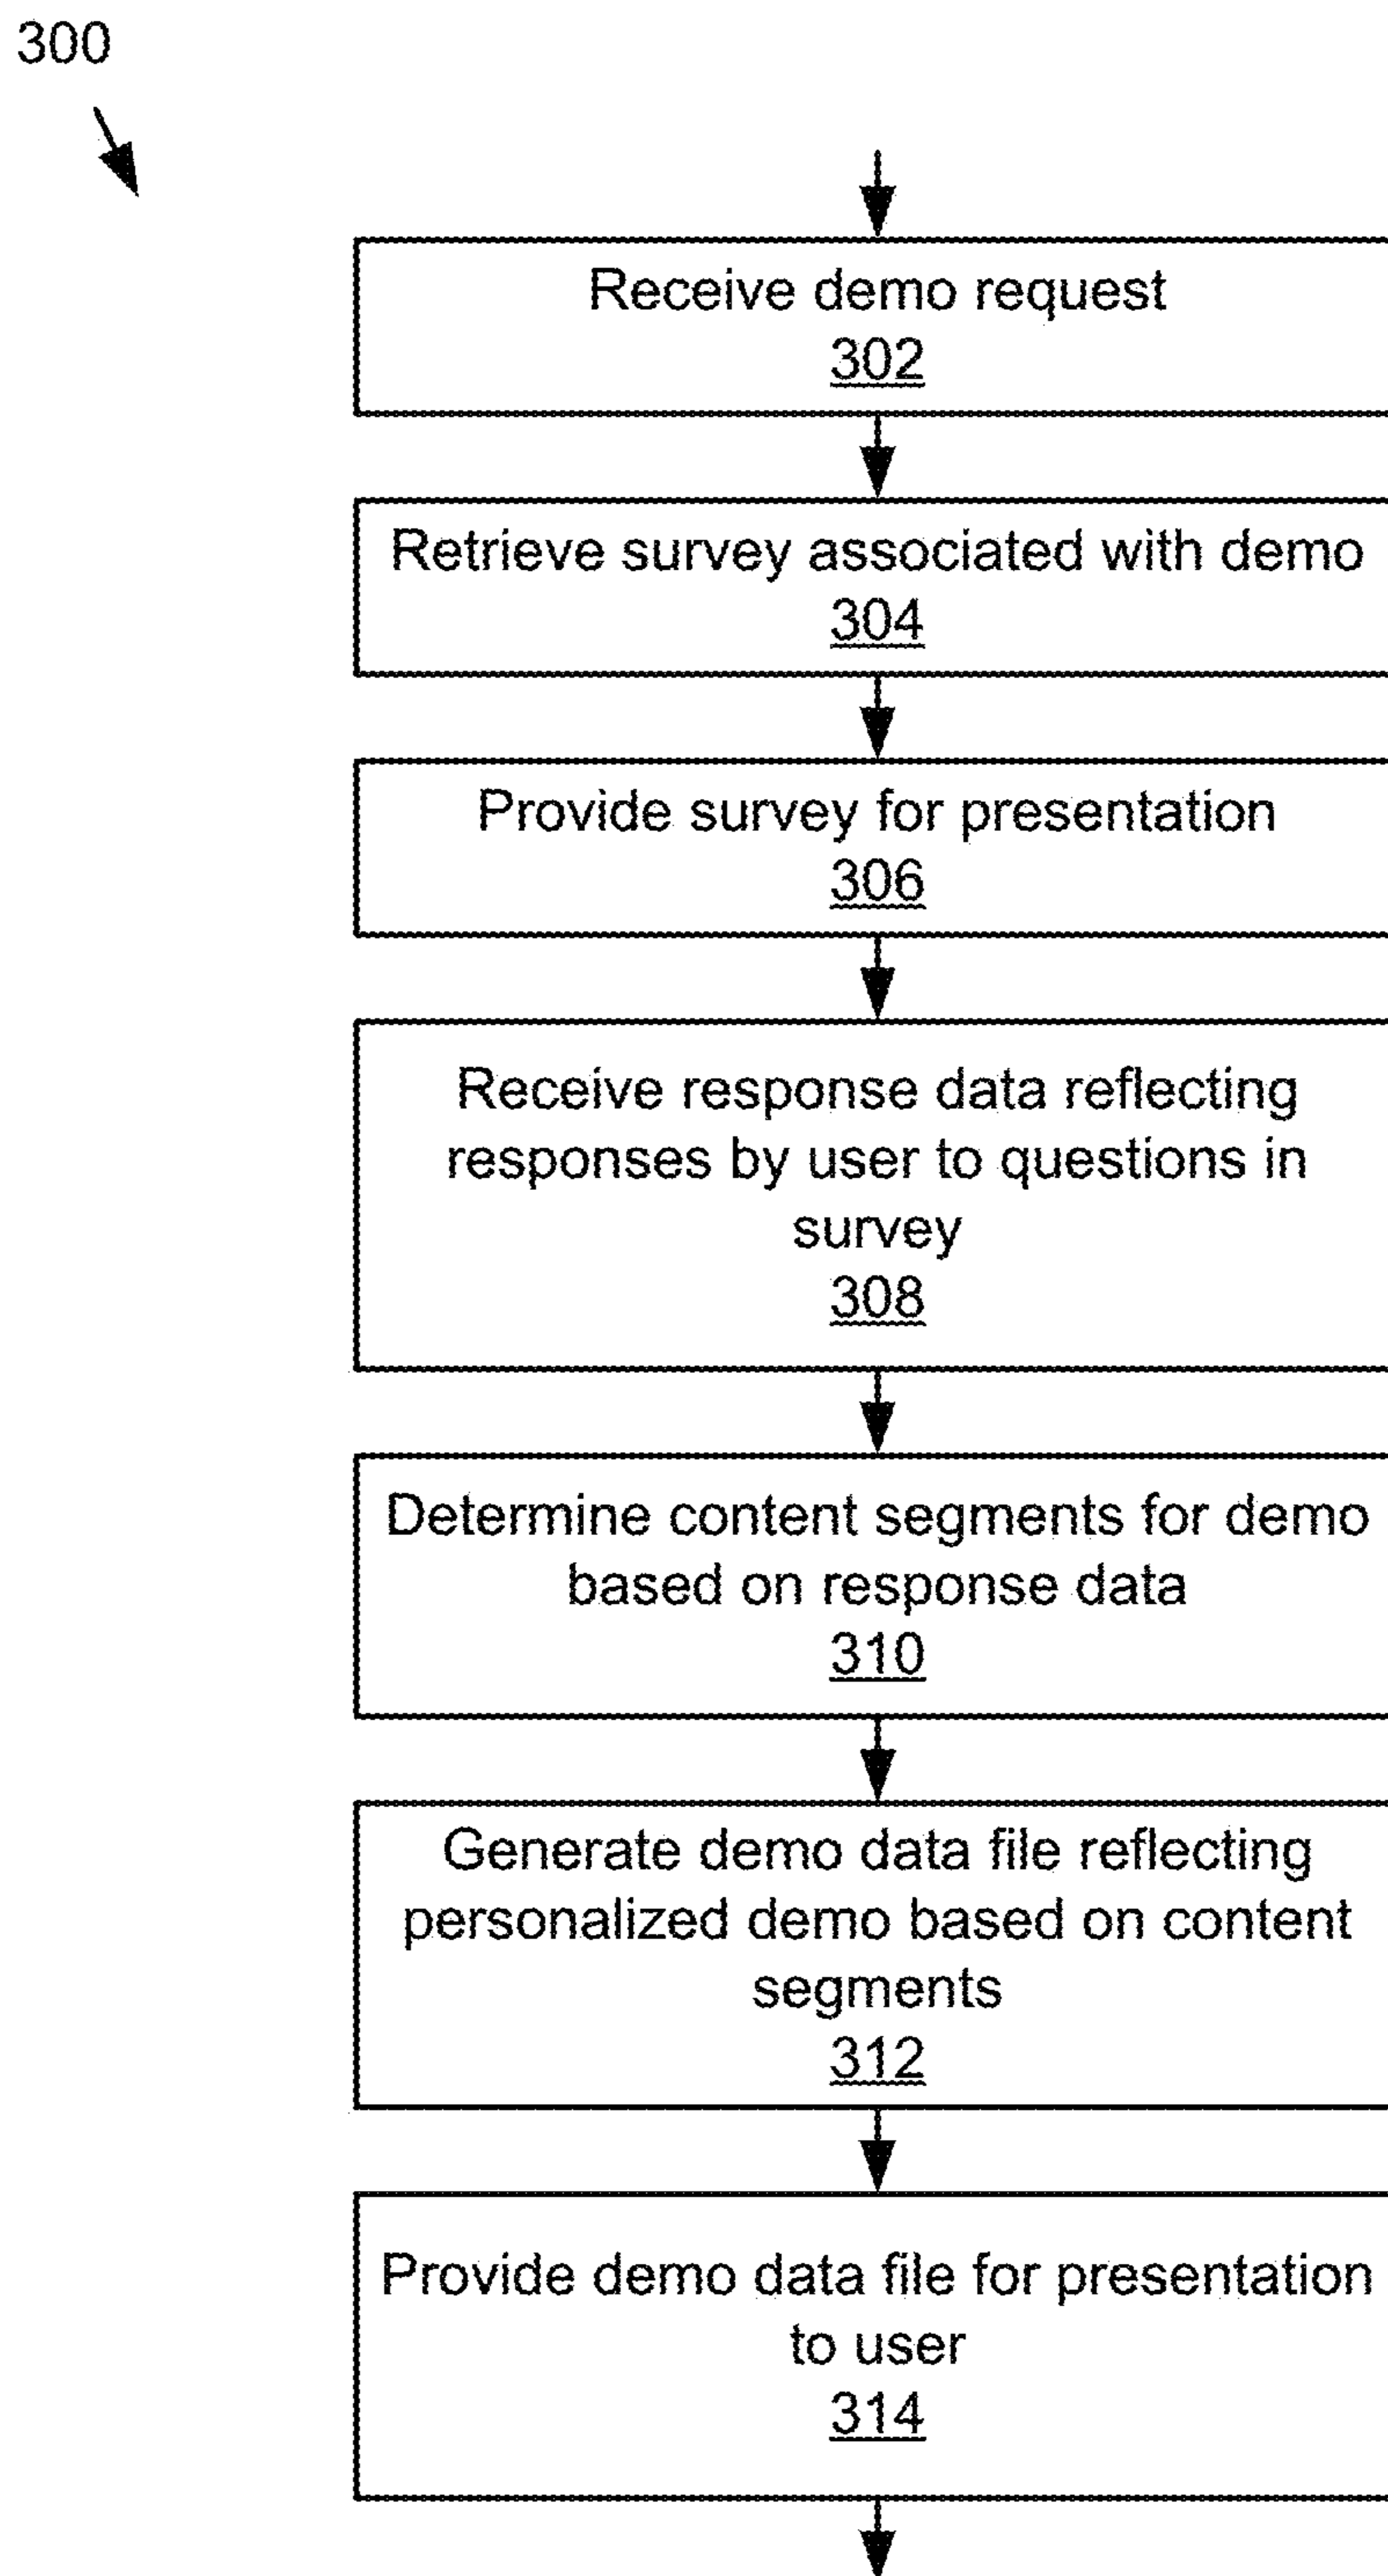 300
Receive demo request
302
Retrieve survey associated with demo
304
Provide survey for presentation
306
Receive response data reflecting
responses by user to questions in
survey
308
Determine content segments for demo
based on response data
310
Generate demo data file reflecting
personalized demo based on content
segments
312
Provide demo data file for presentation
to user
314